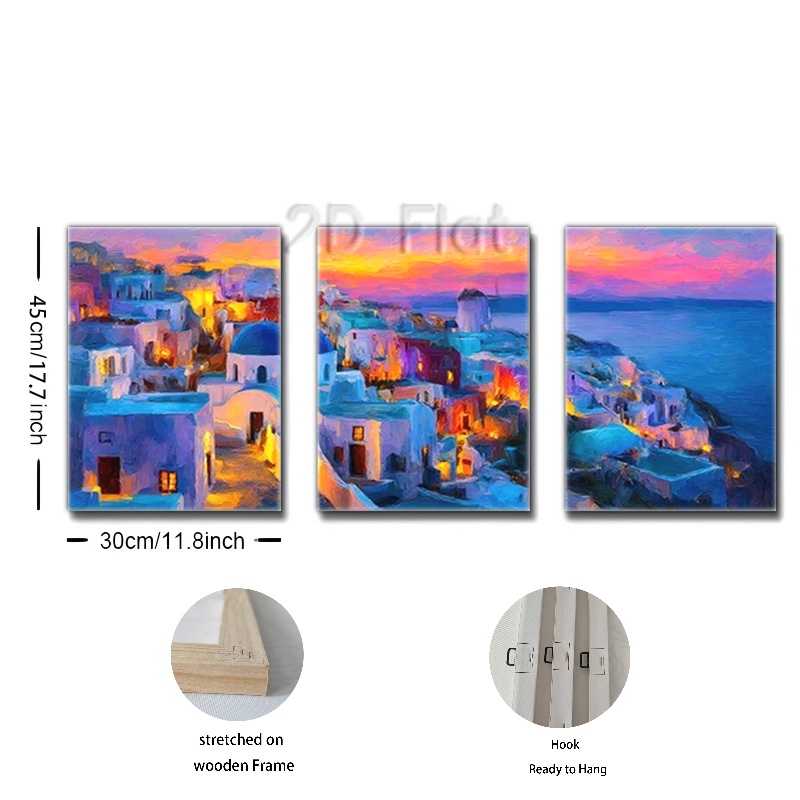 2D Flat
45cm/17.7inch
30cm/11.8inch
stretched on
wooden Frame
Hook
Ready to Hang